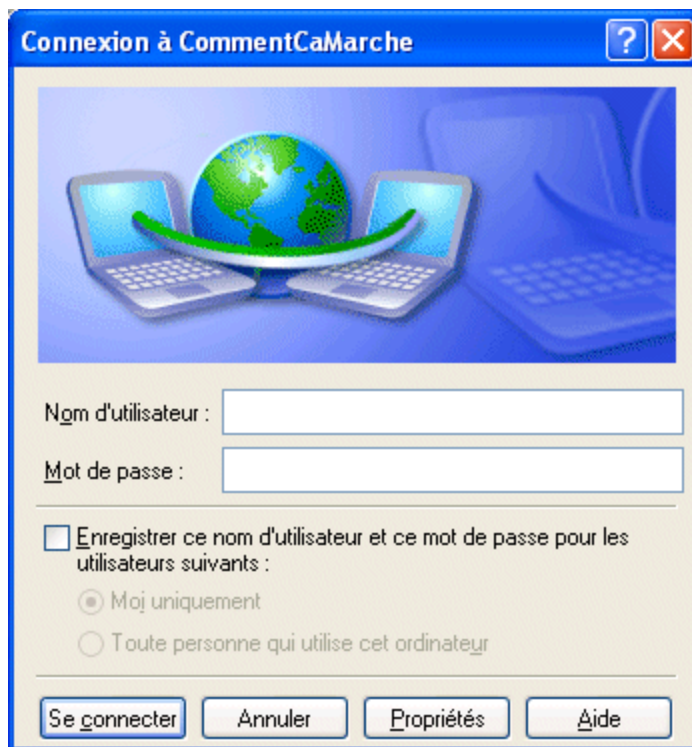 Connexion à CommentCaMarche
Nom d'utilisateur :
Mot de passe :
Enregistrer ce nom d'utilisateur et ce mot de passe pour les
utilisateurs suivants :
Moi uniquement
Toute personne qui utilise cet ordinateur
Se connecter Annuler Propriétés Aide